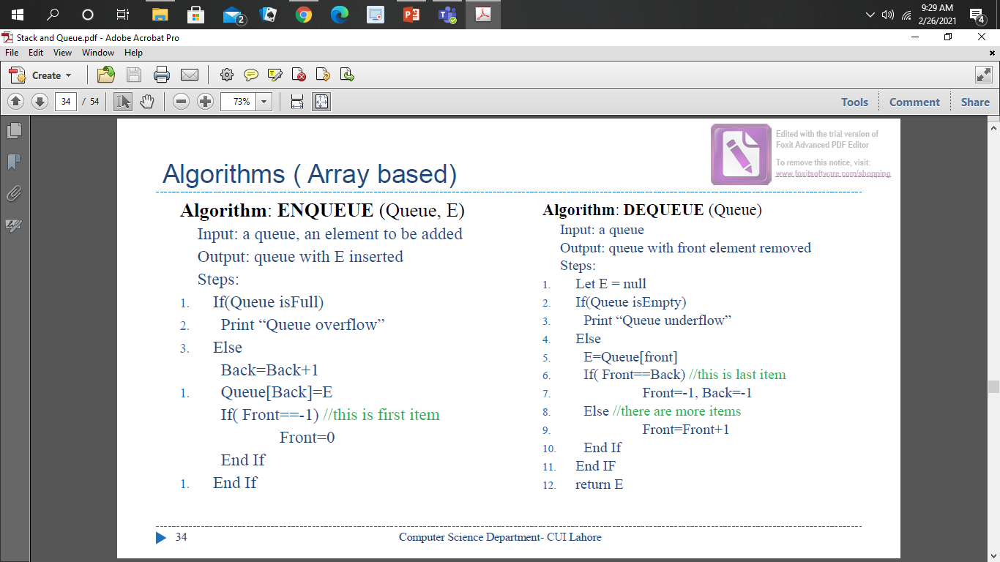 2
9:29 AM
2/26/2021
4
Stack and Queue.pdf - Adobe Acrobat Pro
File Edit View Window Help
Create
34 / 54
73%
Tools Comment Share
Edited with the trial version of
Foxit Advanced PDF Editor
To remove this notice, visit:
www.foxitsoftware.com/shopping
Algorithms ( Array based)
Algorithm: ENQUEUE (Queue, E)
Input: a queue, an element to be added
Output: queue with E inserted
Steps:
1. If(Queue isFull)
2. Print “Queue overflow”
3. Else
Back=Back+1
1. Queue[Back]=E
If( Front==-1) //this is first item
Front=0
End If
1. End If
Algorithm: DEQUEUE (Queue)
Input: a queue
Output: queue with front element removed
Steps:
1. Let E = null
2. If(Queue isEmpty)
3. Print “Queue underflow”
4. Else
5. E=Queue[front]
6. If( Front==Back) //this is last item
7. Front=-1, Back=-1
8. Else //there are more items
9. Front=Front+1
10. End If
11. End IF
12. return E
34
Computer Science Department- CUI Lahore